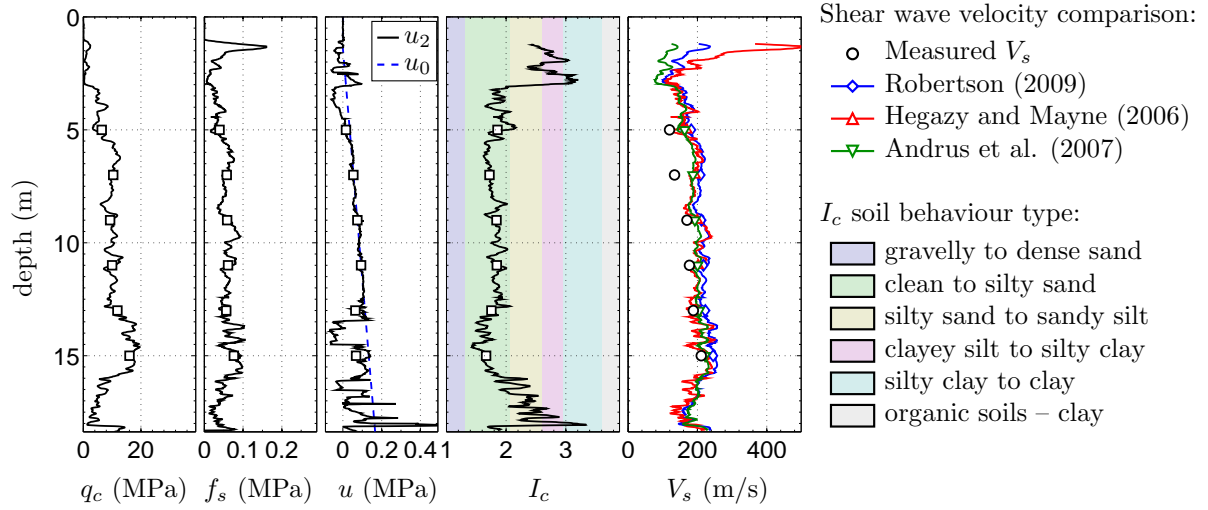 0
5
10
15
depth (m)
0 20
q_c (MPa)
0 0.1 0.2
f_s (MPa)
u_2
u_0
0 0.2 0.4
u (MPa)
1 2 3
I_c
200 400
V_s (m/s)
Shear wave velocity comparison:
Measured V_s
Robertson (2009)
Hegazy and Mayne (2006)
Andrus et al. (2007)
I_c soil behaviour type:
gravelly to dense sand
clean to silty sand
silty sand to sandy silt
clayey silt to silty clay
silty clay to clay
organic soils – clay